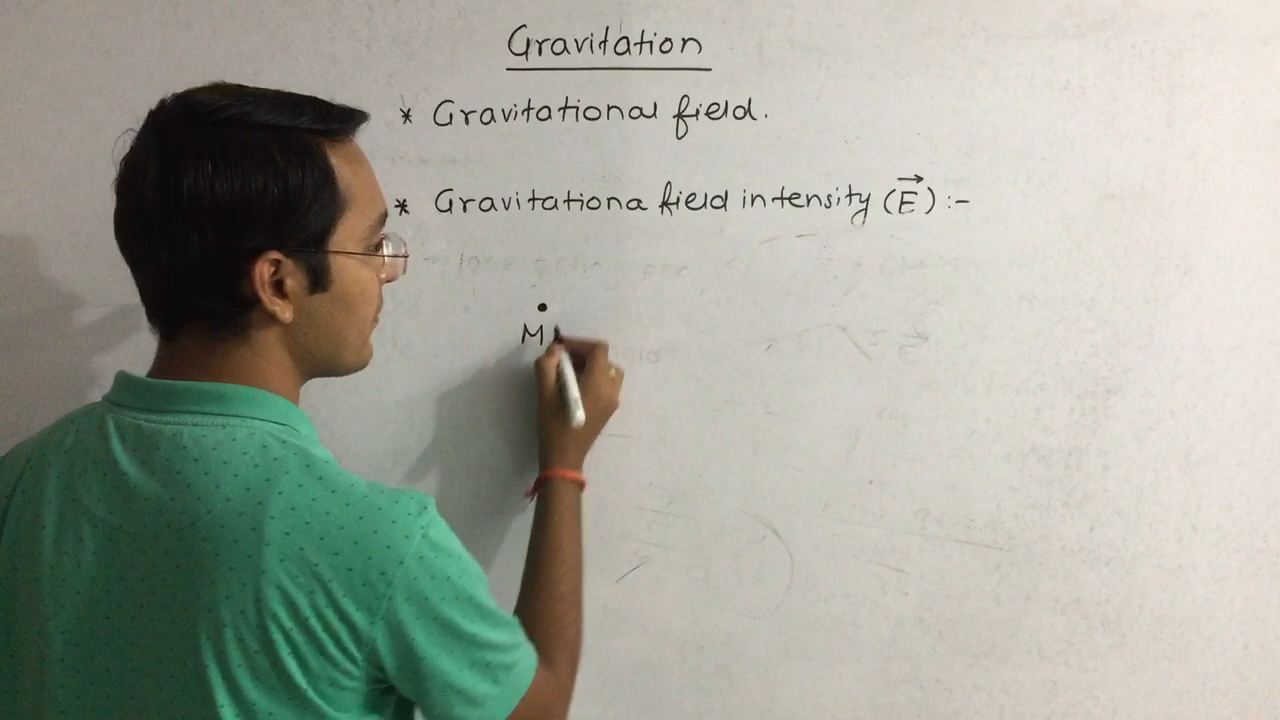 Gravitation
* Gravitational field.
* Gravitationa field intensity (E⃗) :-
M